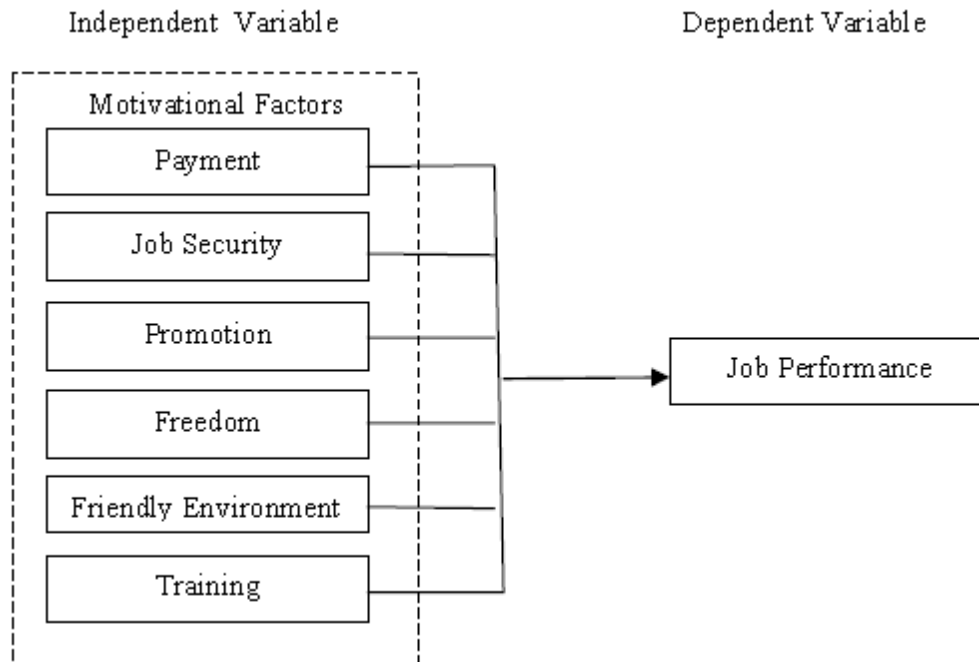 Independent Variable
Dependent Variable
Motivational Factors
Payment
Job Security
Promotion
Freedom
Friendly Environment
Training
Job Performance